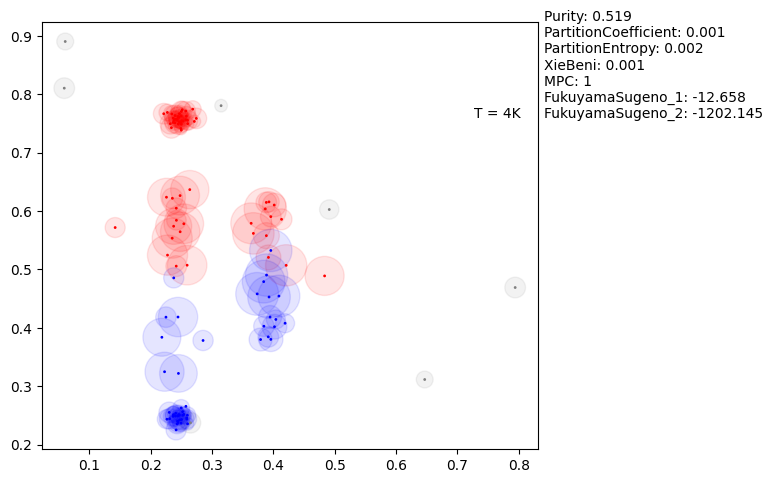 Purity: 0.519
PartitionCoefficient: 0.001
PartitionEntropy: 0.002
XieBeni: 0.001
MPC: 1
FukuyamaSugeno_1: -12.658
FukuyamaSugeno_2: -1202.145
T = 4K
0.9
0.8
0.7
0.6
0.5
0.4
0.3
0.2
0.1 0.2 0.3 0.4 0.5 0.6 0.7 0.8